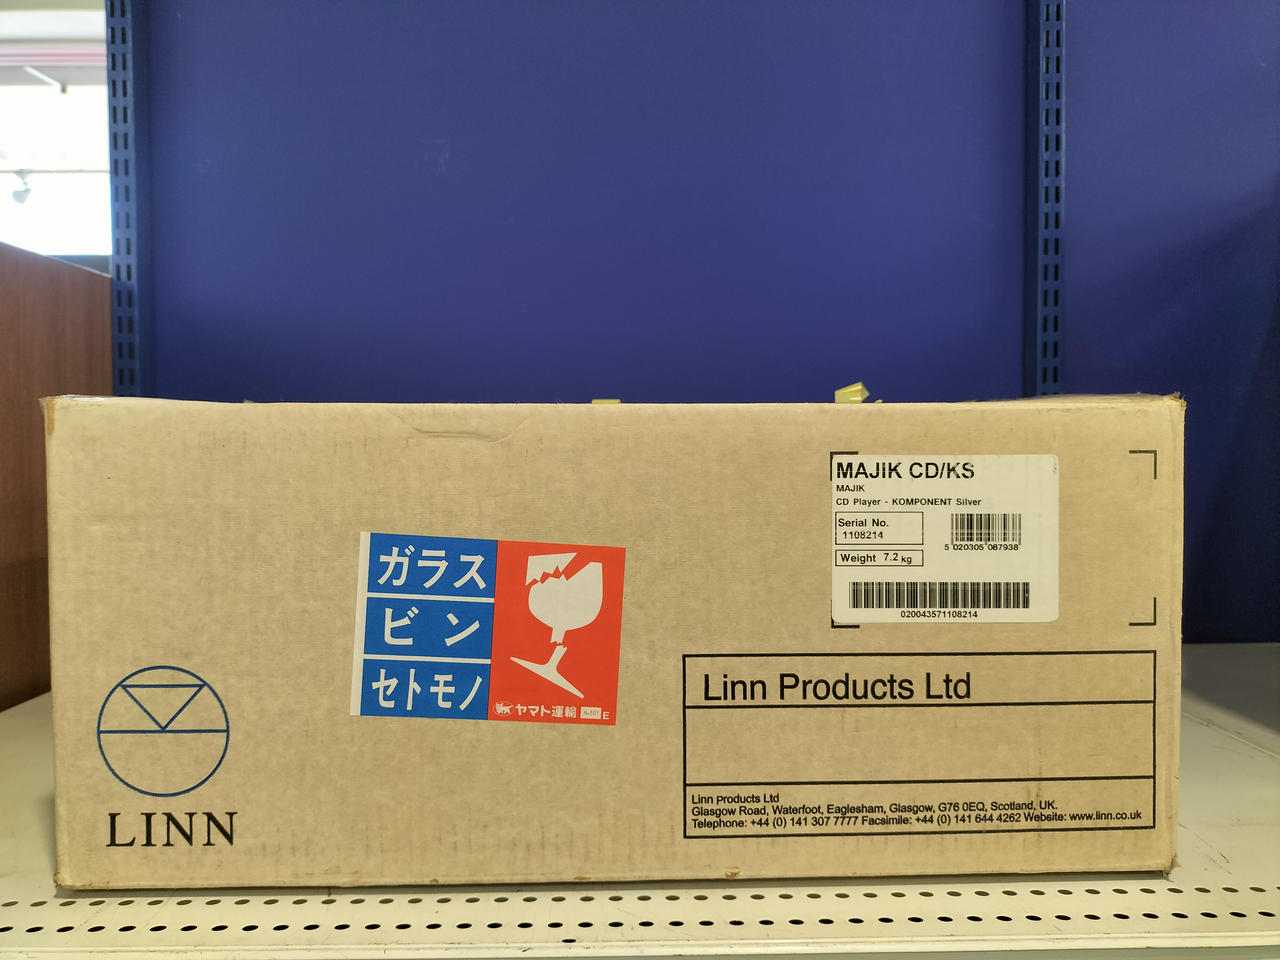 MAJIK CD/KS
MAJIK
CD Player - KOMPONENT Silver
Serial No.
1108214
5 020305 087938
Weight 7.2 kg
020043571108214
ガラス
ビン
セトモノ
ヤマト運輸 No.501 E
Linn Products Ltd
Linn Products Ltd
Glasgow Road, Waterfoot, Eaglesham, Glasgow, G76 0EQ, Scotland, UK.
Telephone: +44 (0) 141 307 7777 Facsimile: +44 (0) 141 644 4262 Website: www.linn.co.uk
LINN